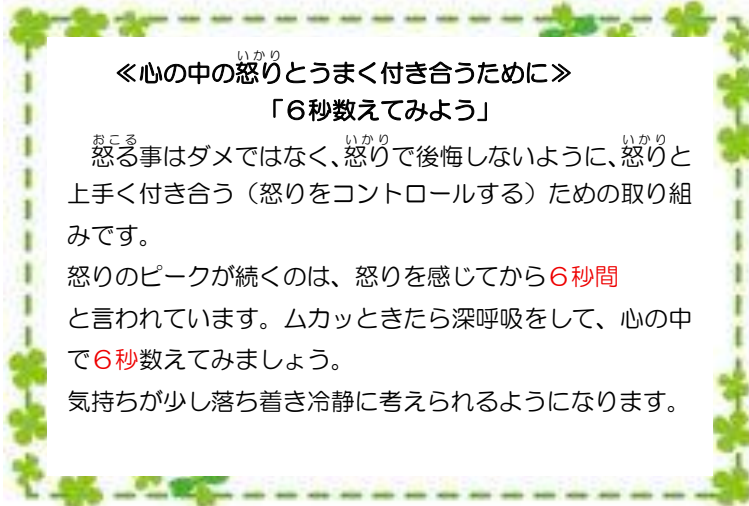 ≪心の中の怒りとうまく付き合うために≫
「６秒数えてみよう」
怒る事はダメではなく、怒りで後悔しないように、怒りと
上手く付き合う（怒りをコントロールする）ための取り組
みです。
怒りのピークが続くのは、怒りを感じてから６秒間
と言われています。ムカッときたら深呼吸をして、心の中
で６秒数えてみましょう。
気持ちが少し落ち着き冷静に考えられるようになります。